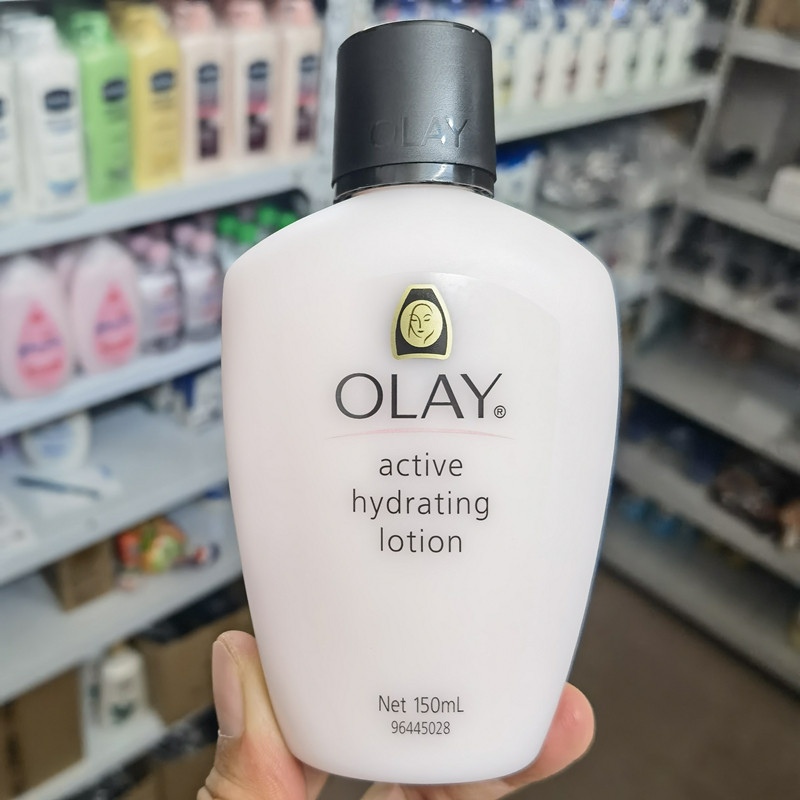 OLAY
OLAY®
active
hydrating
lotion
Net 150mL
96445028